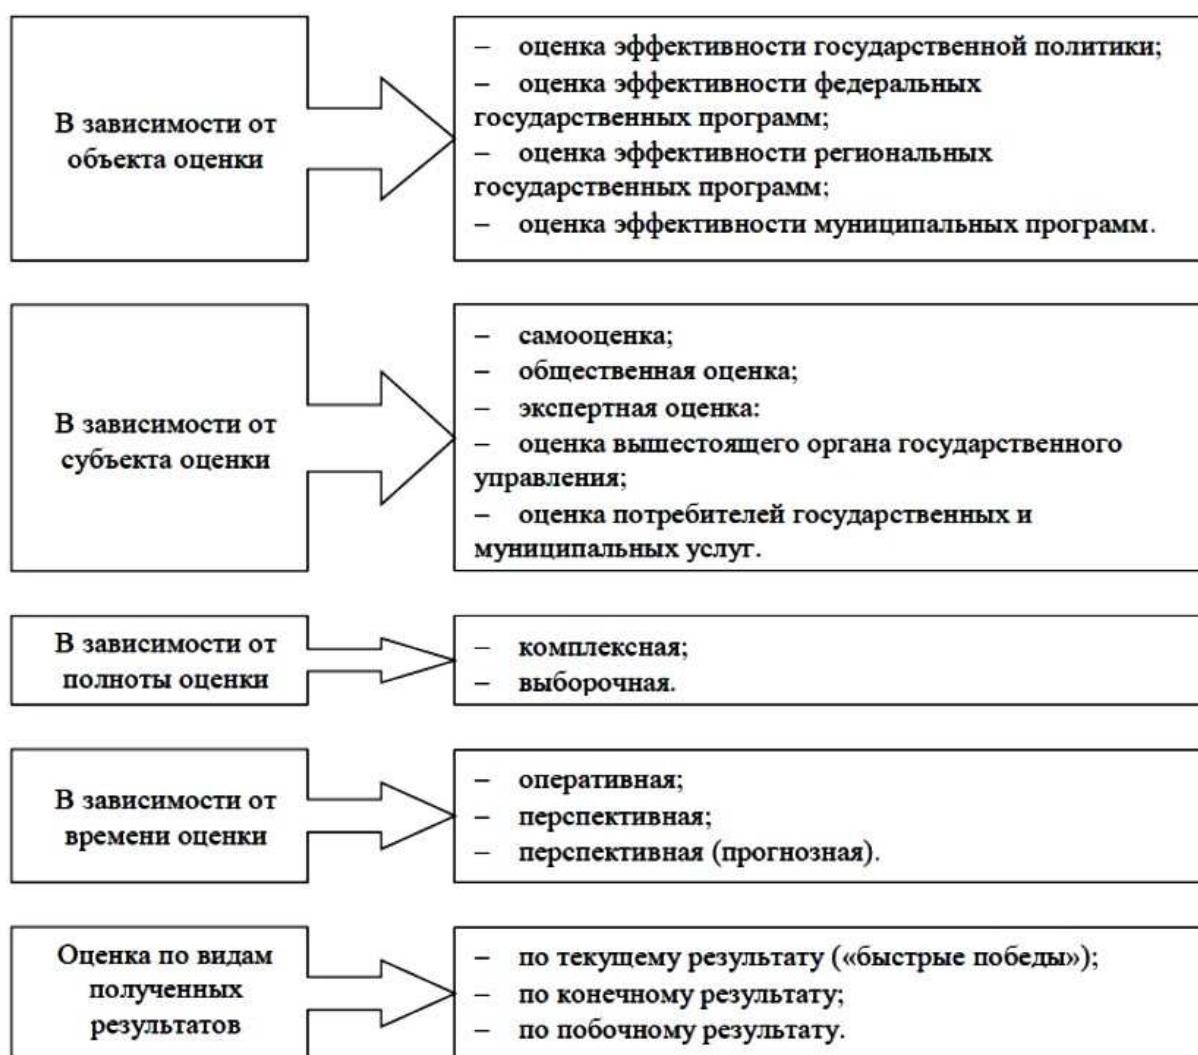 В зависимости от
объекта оценки
– оценка эффективности государственной политики;
– оценка эффективности федеральных
государственных программ;
– оценка эффективности региональных
государственных программ;
– оценка эффективности муниципальных программ.
В зависимости от
субъекта оценки
– самооценка;
– общественная оценка;
– экспертная оценка:
– оценка вышестоящего органа государственного
управления;
– оценка потребителей государственных и
муниципальных услуг.
В зависимости от
полноты оценки
– комплексная;
– выборочная.
В зависимости от
времени оценки
– оперативная;
– перспективная;
– перспективная (прогнозная).
Оценка по видам
полученных
результатов
– по текущему результату («быстрые победы»);
– по конечному результату;
– по побочному результату.